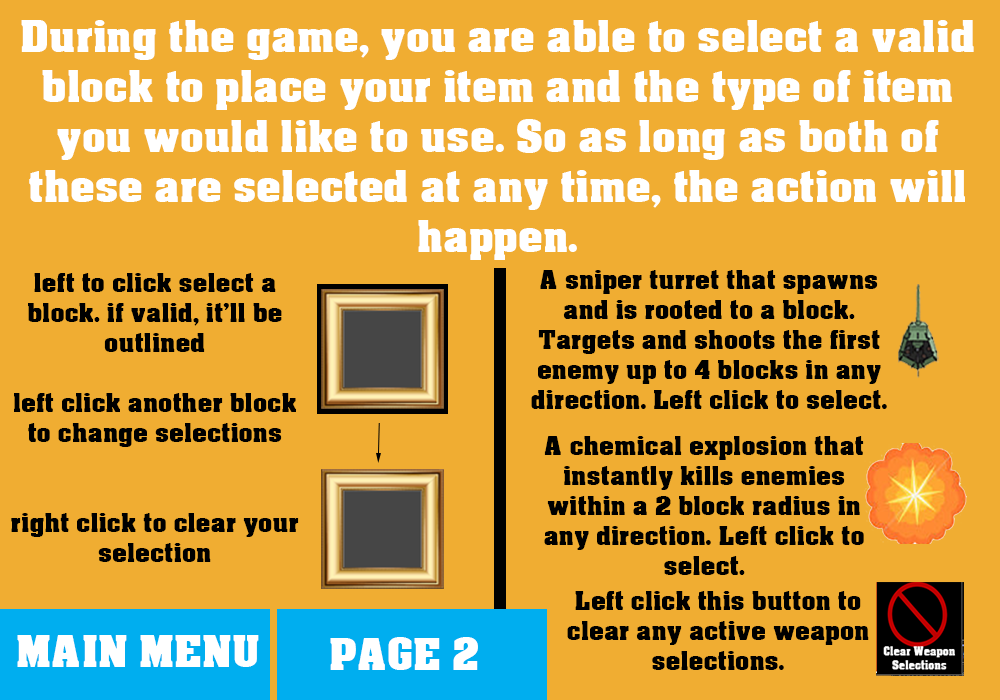 During the game, you are able to select a valid
block to place your item and the type of item
you would like to use. So as long as both of
these are selected at any time, the action will
happen.
left to click select a
block. if valid, it'll be
outlined
left click another block
to change selections
right click to clear your
selection
A sniper turret that spawns
and is rooted to a block.
Targets and shoots the first
enemy up to 4 blocks in any
direction. Left click to select.
A chemical explosion that
instantly kills enemies
within a 2 block radius in
any direction. Left click to
select.
Left click this button to
clear any active weapon
selections.
Clear Weapon
Selections
MAIN MENU
PAGE 2